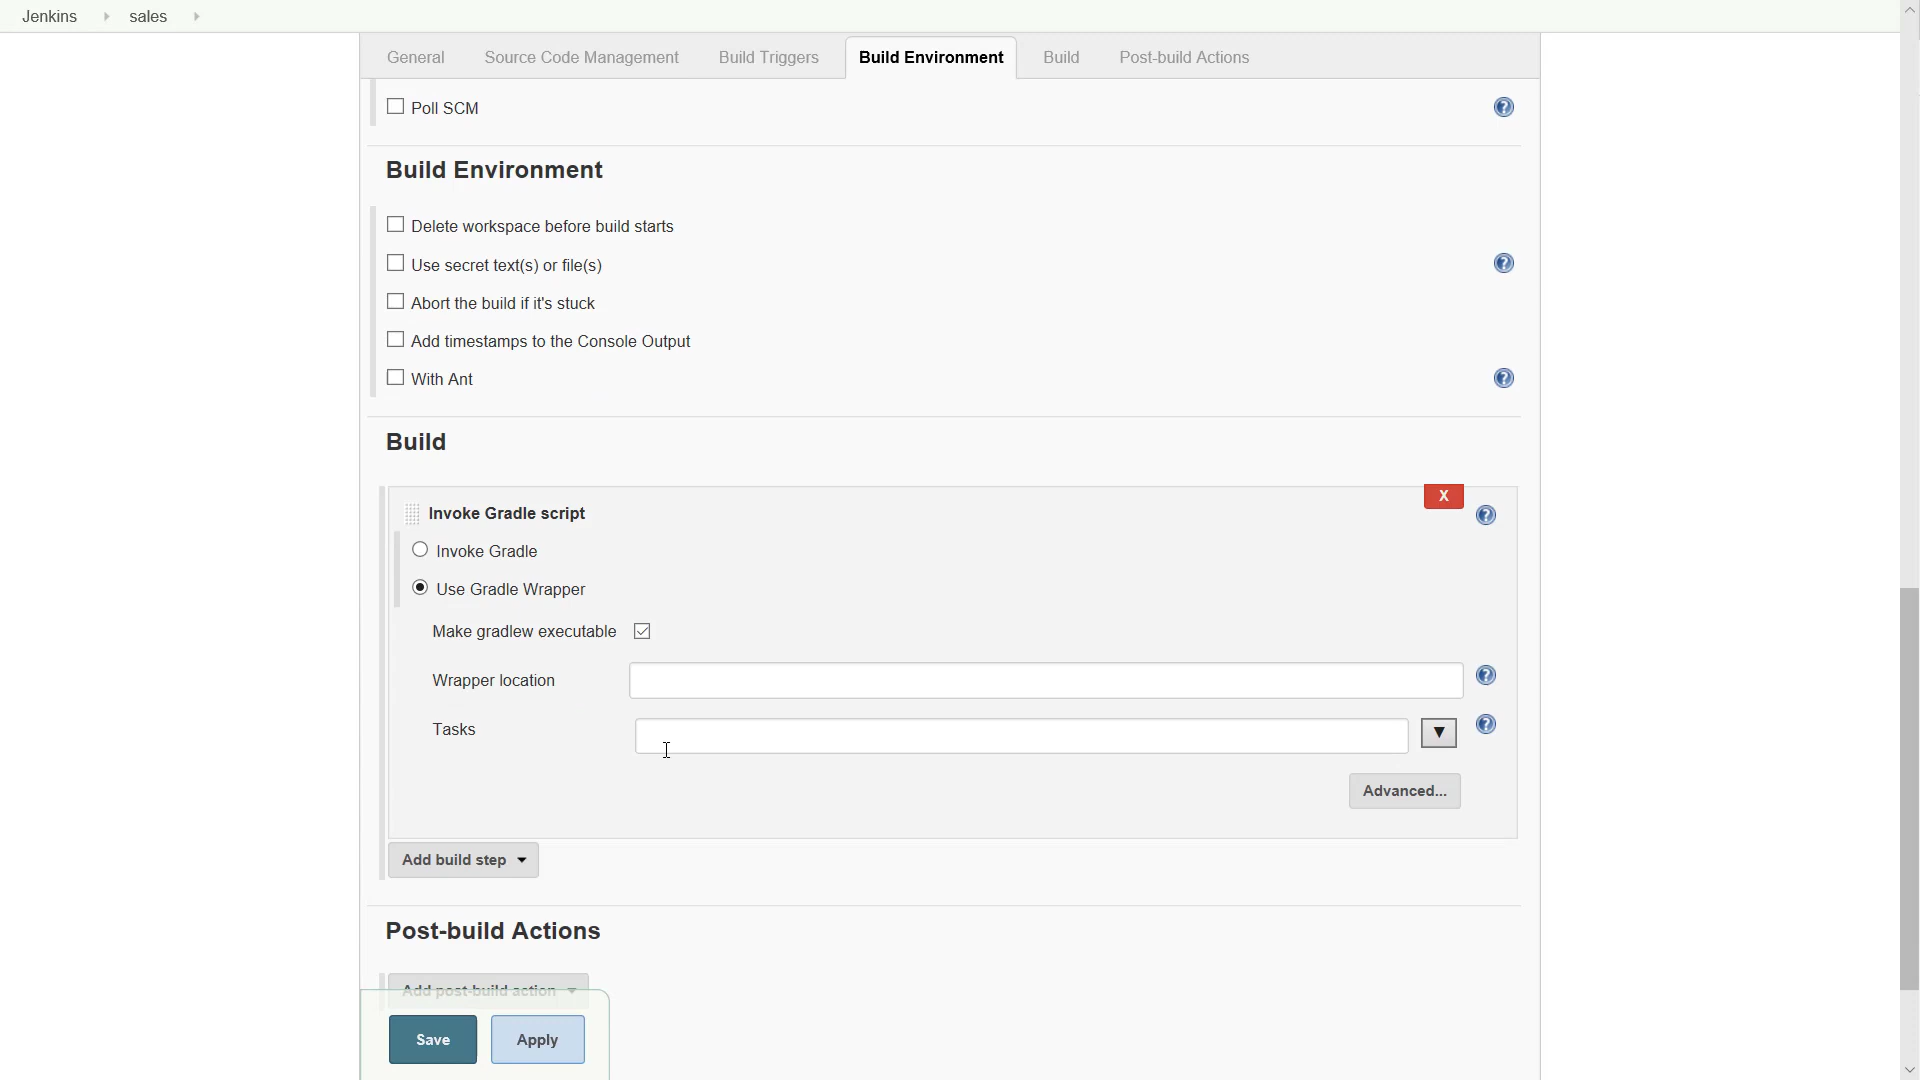 Jenkins sales
General Source Code Management Build Triggers Build Environment Build Post-build Actions
Poll SCM
Build Environment
Delete workspace before build starts
Use secret text(s) or file(s)
Abort the build if it's stuck
Add timestamps to the Console Output
With Ant
Build
X
Invoke Gradle script
Invoke Gradle
Use Gradle Wrapper
Make gradlew executable
Wrapper location
Tasks
Advanced...
Add build step
Post-build Actions
Add post-build action
Save Apply